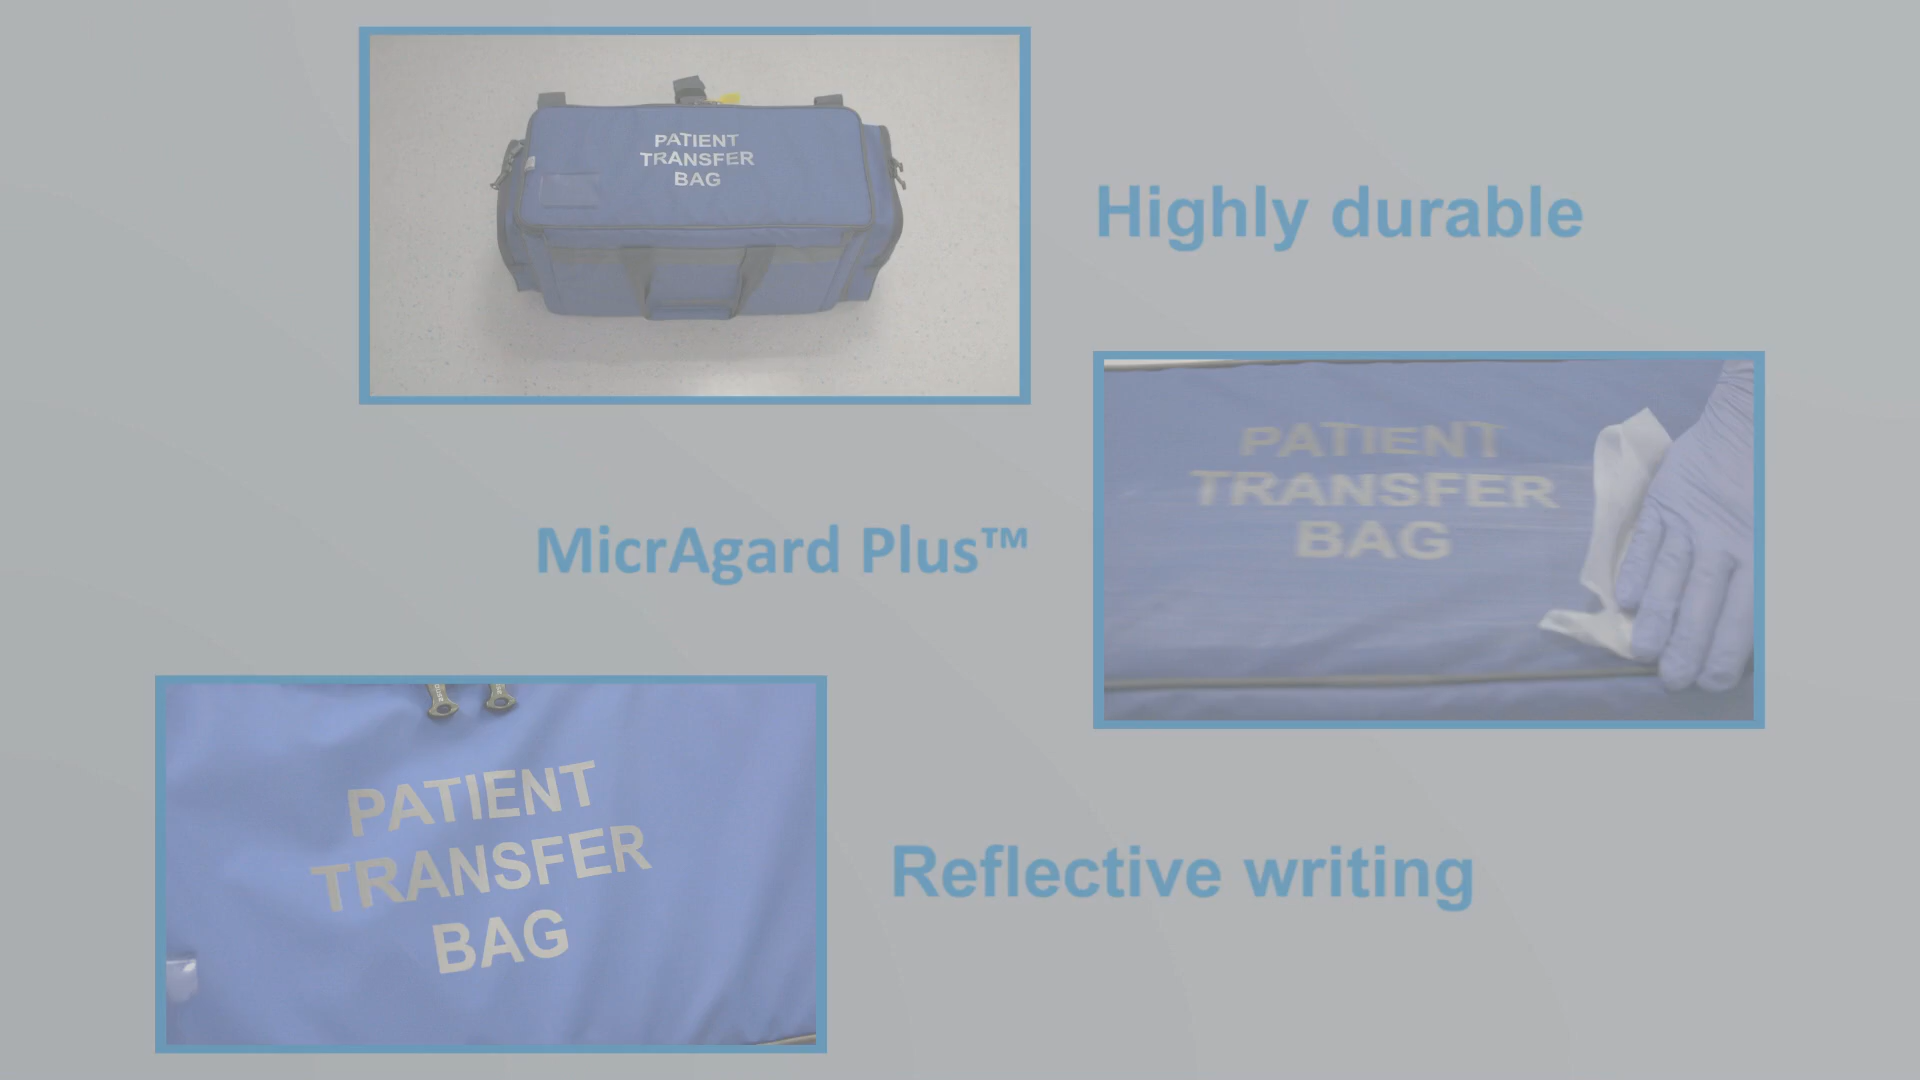 PATIENT
TRANSFER
BAG
Highly durable
PATIENT
TRANSFER
BAG
MicrAgard Plus™
PATIENT
TRANSFER
BAG
Reflective writing